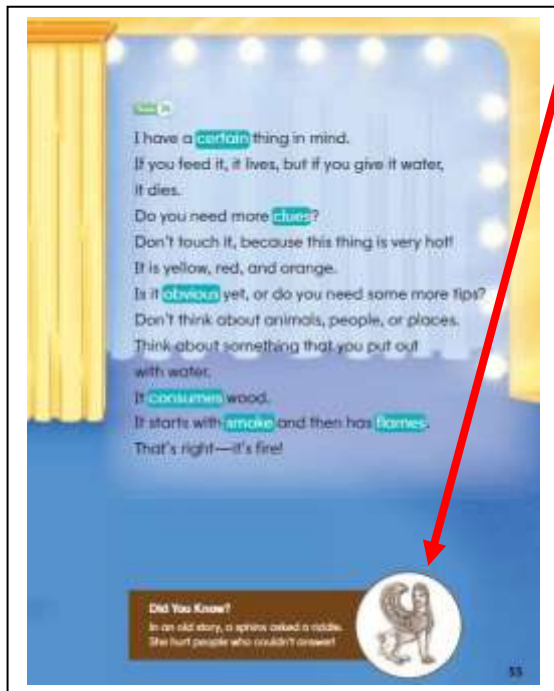 I have a certain thing in mind.
If you feed it, it lives, but if you give it water,
it dies.
Do you need more clues?
Don't touch it, because this thing is very hot!
It is yellow, red, and orange.
Is it obvious yet, or do you need some more tips?
Don't think about animals, people, or places.
Think about something that you put out
with water.
It consumes wood.
It starts with smoke and then has flames.
That's right—it's fire!
Did You Know?
In an old story, a sphinx asked a riddle.
She hurt people who couldn't answer!
55